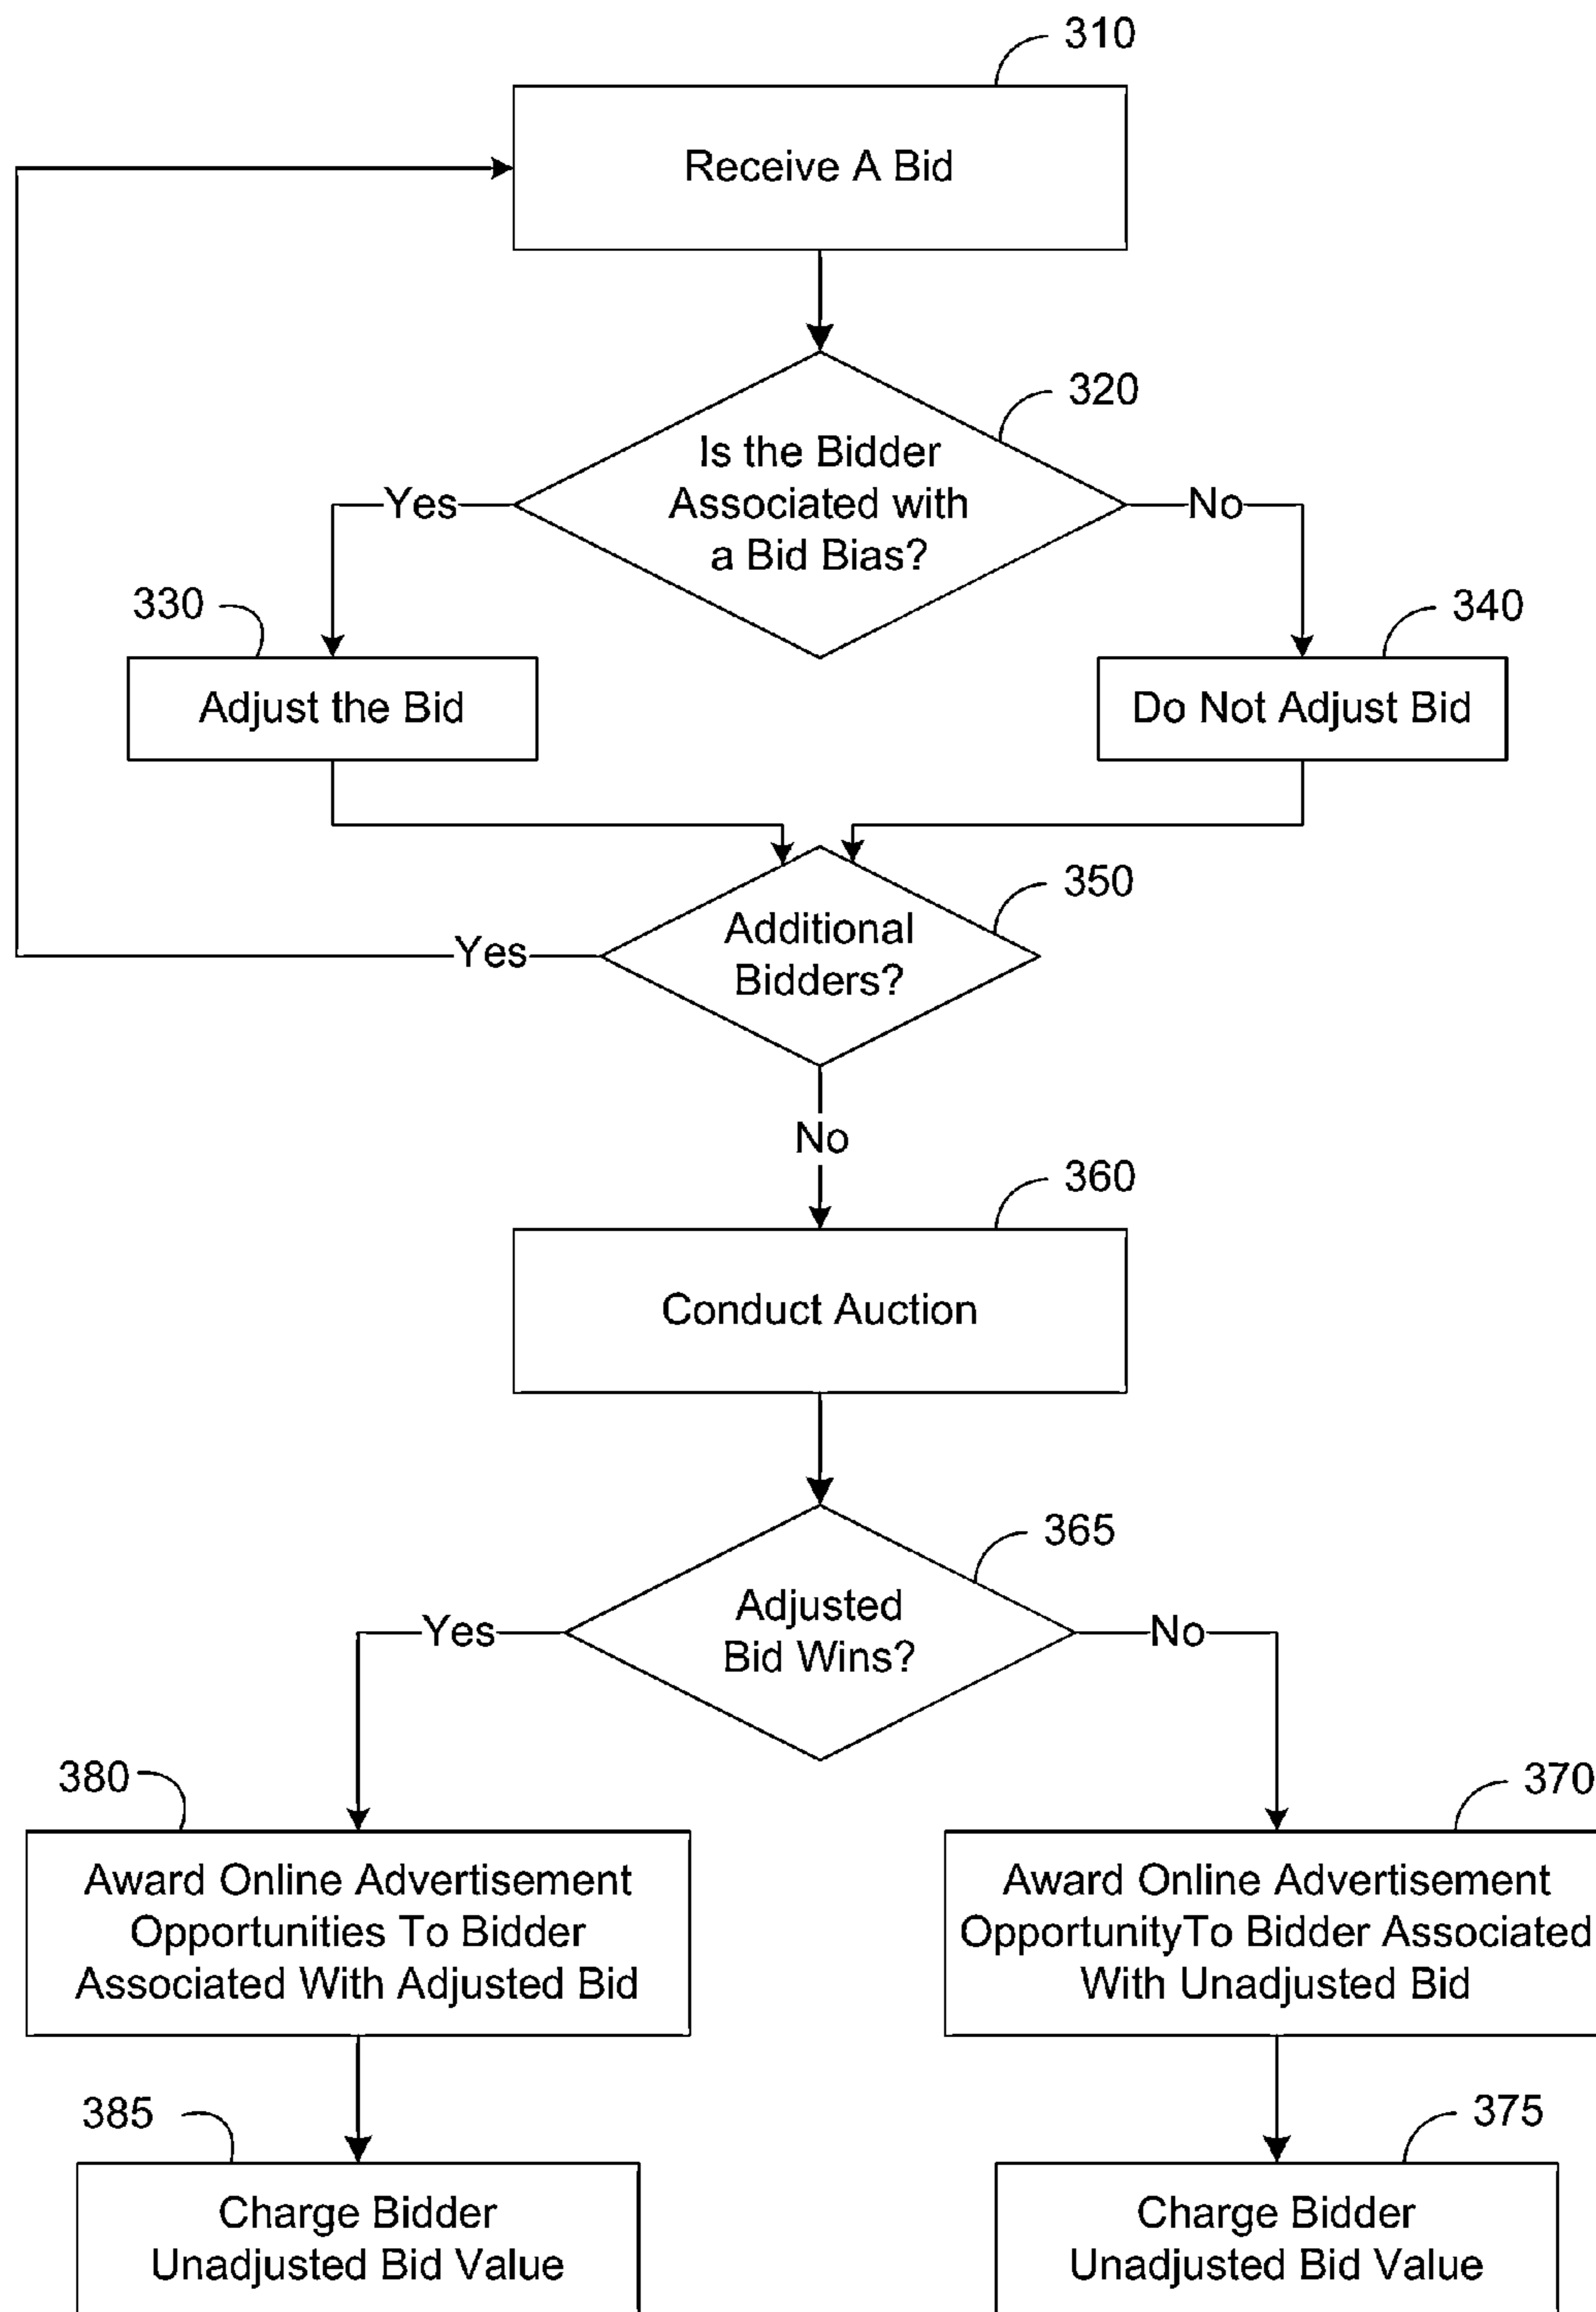 310
Receive A Bid
320
Is the Bidder
Associated with
a Bid Bias?
Yes
No
330
340
Adjust the Bid
Do Not Adjust Bid
350
Additional
Bidders?
Yes
No
360
Conduct Auction
365
Adjusted
Bid Wins?
Yes
No
380
370
Award Online Advertisement
Opportunities To Bidder
Associated With Adjusted Bid
Award Online Advertisement
OpportunityTo Bidder Associated
With Unadjusted Bid
385
375
Charge Bidder
Unadjusted Bid Value
Charge Bidder
Unadjusted Bid Value